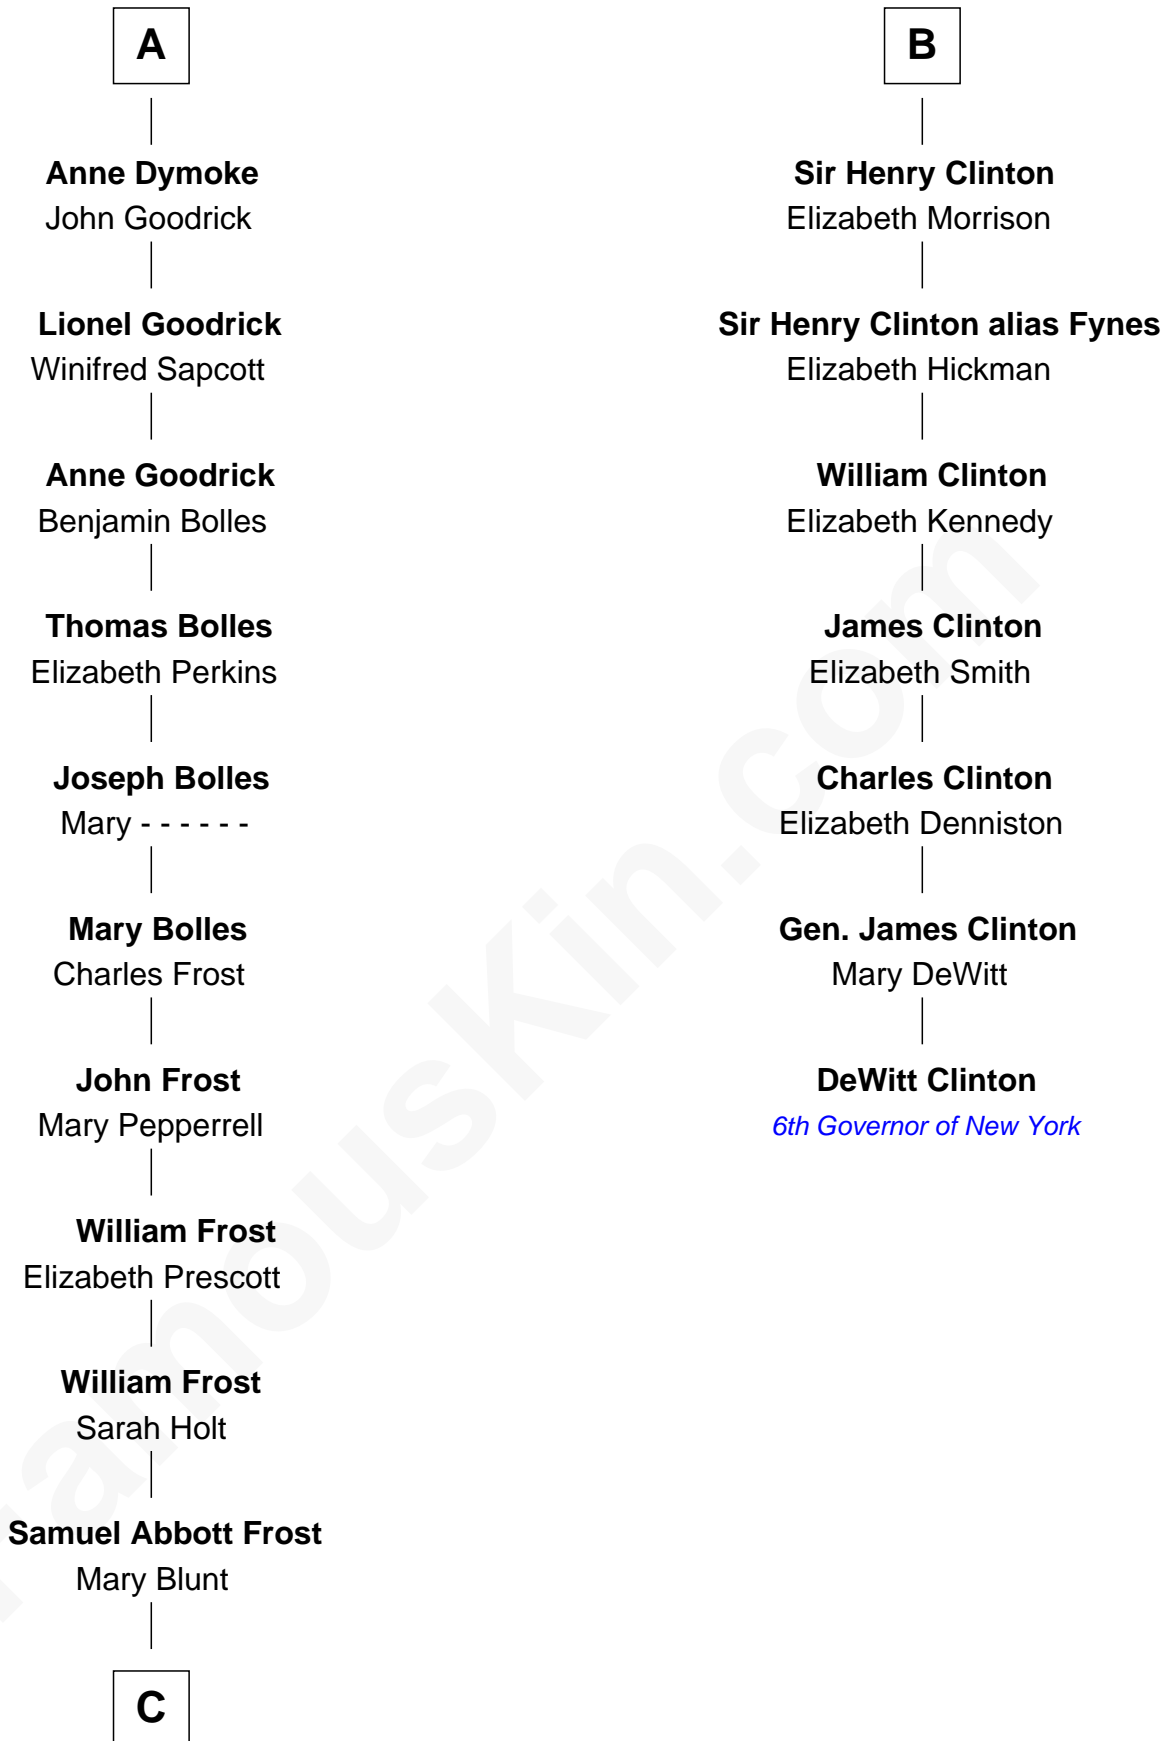 A
Anne Dymoke
John Goodrick
Lionel Goodrick
Winifred Sapcott
Anne Goodrick
Benjamin Bolles
Thomas Bolles
Elizabeth Perkins
Joseph Bolles
Mary - - - - - -
Mary Bolles
Charles Frost
John Frost
Mary Pepperrell
William Frost
Elizabeth Prescott
William Frost
Sarah Holt
Samuel Abbott Frost
Mary Blunt
C
B
Sir Henry Clinton
Elizabeth Morrison
Sir Henry Clinton alias Fynes
Elizabeth Hickman
William Clinton
Elizabeth Kennedy
James Clinton
Elizabeth Smith
Charles Clinton
Elizabeth Denniston
Gen. James Clinton
Mary DeWitt
DeWitt Clinton
6th Governor of New York
FamousKin.com